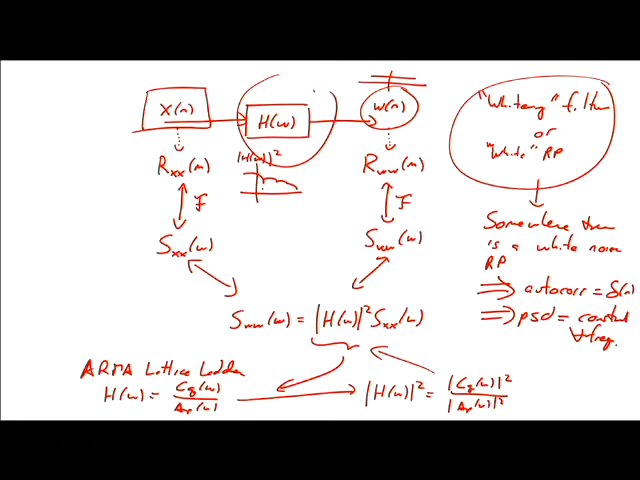 X(n)
H(w)
w(n)
"Whitening" filter
or
"White" RP
Rxx(m)
|H(w)|²
Rww(m)
F
F
Sxx(w)
Sww(w)
Somewhere there
is a white noise
RP
⇒ autocorr = δ(n)
⇒ psd = constant
∀ freq.
Sww(w) = |H(w)|² Sxx(w)
ARMA Lattice Ladder
H(w) = Cq(w) / Ap(w)
|H(w)|² = |Cq(w)|² / |Ap(w)|²